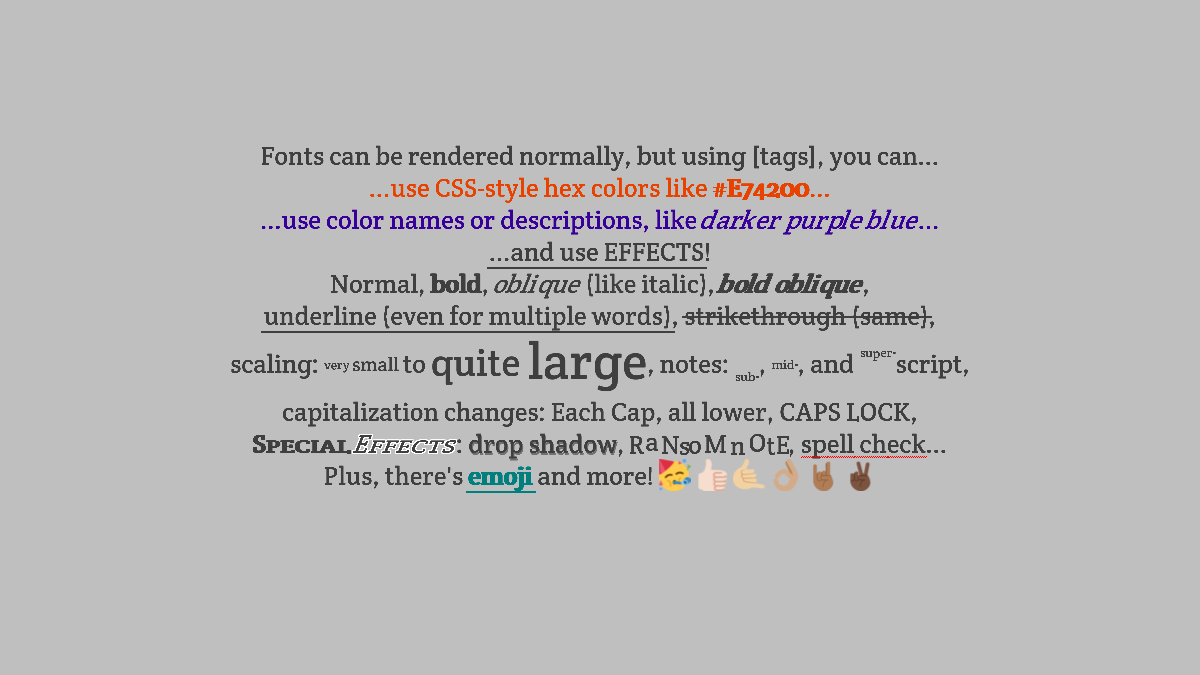 Fonts can be rendered normally, but using [tags], you can...
...use CSS-style hex colors like #E74200...
...use color names or descriptions, like darker purple blue...
...and use EFFECTS!
Normal, bold, oblique (like italic), bold oblique,
underline (even for multiple words), strikethrough (same),
scaling: very small to quite large, notes: sub-, mid-, and super-script,
capitalization changes: Each Cap, all lower, CAPS LOCK,
Special Effects: drop shadow, RaNsoM nOtE, spell check...
Plus, there's emoji and more! 🥳👍🏻🤙🏼👌🏽🤘🏾✌🏿